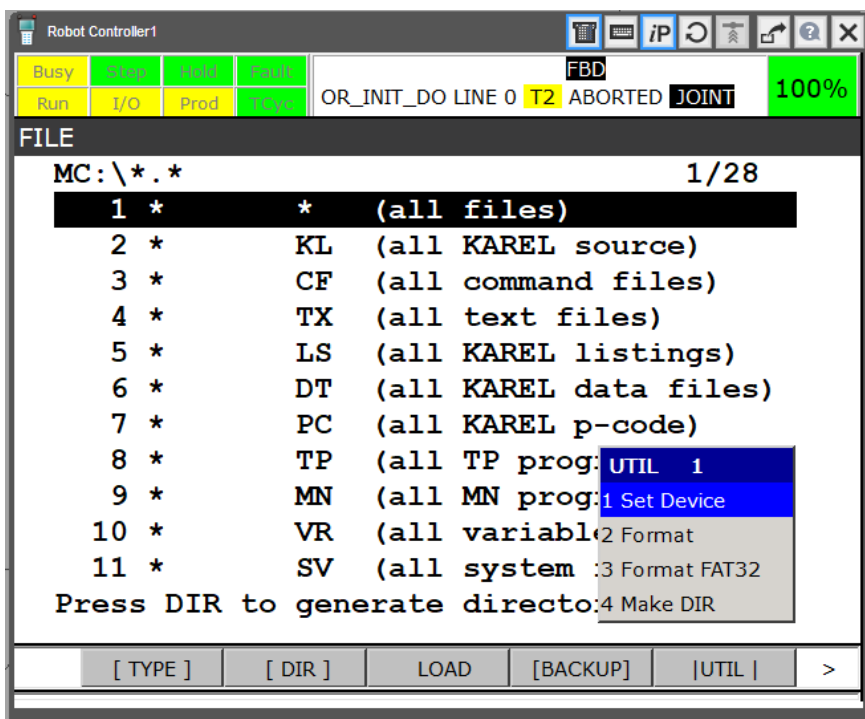 Robot Controller1
iP
Busy Step Hold Fault
Run I/O Prod TCyc
FBD
OR_INIT_DO LINE 0 T2 ABORTED JOINT
100%
FILE
MC:\*.* 1/28
1 * * (all files)
2 * KL (all KAREL source)
3 * CF (all command files)
4 * TX (all text files)
5 * LS (all KAREL listings)
6 * DT (all KAREL data files)
7 * PC (all KAREL p-code)
8 * TP (all TP prog
9 * MN (all MN prog
10 * VR (all variabl
11 * SV (all system
Press DIR to generate directo
UTIL 1
1 Set Device
2 Format
3 Format FAT32
4 Make DIR
[ TYPE ] [ DIR ] LOAD [BACKUP] |UTIL | >